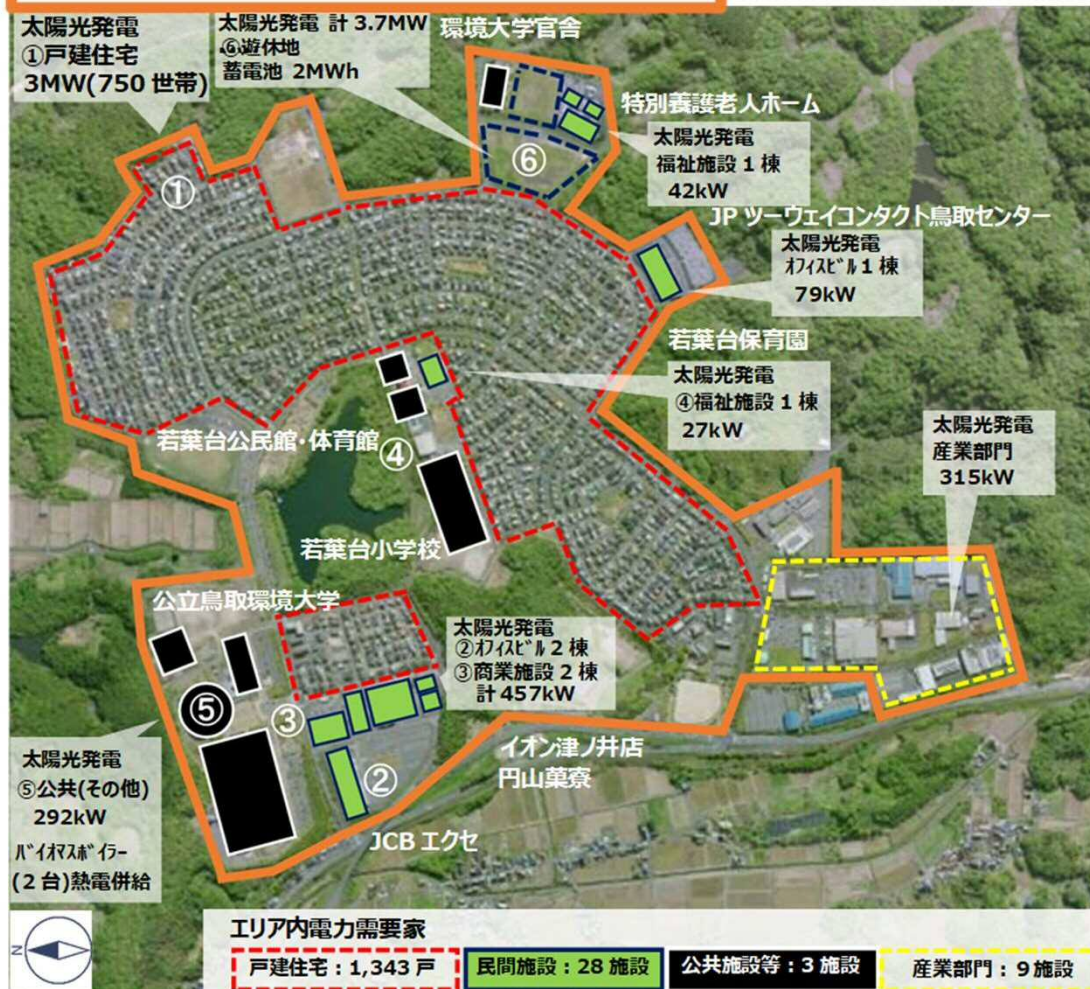 太陽光発電
①戸建住宅
3MW(750 世帯)
太陽光発電 計 3.7MW
⑥遊休地
蓄電池 2MWh
環境大学官舎
特別養護老人ホーム
太陽光発電
福祉施設 1 棟
42kW
JP ツーウェイコンタクト鳥取センター
太陽光発電
ｵﾌｨｽﾋﾞﾙ 1 棟
79kW
①
⑥
若葉台保育園
太陽光発電
④福祉施設 1 棟
27kW
若葉台公民館・体育館
④
太陽光発電
産業部門
315kW
若葉台小学校
公立鳥取環境大学
太陽光発電
②ｵﾌｨｽﾋﾞﾙ 2 棟
③商業施設 2 棟
計 457kW
⑤
③
②
イオン津ノ井店
円山菓寮
JCB エクセ
太陽光発電
⑤公共(その他)
292kW
ﾊﾞｲｵﾏｽﾎﾞｲﾗｰ
(2 台)熱電併給
N
エリア内電力需要家
戸建住宅：1,343 戸
民間施設：28 施設
公共施設等：3 施設
産業部門：9 施設